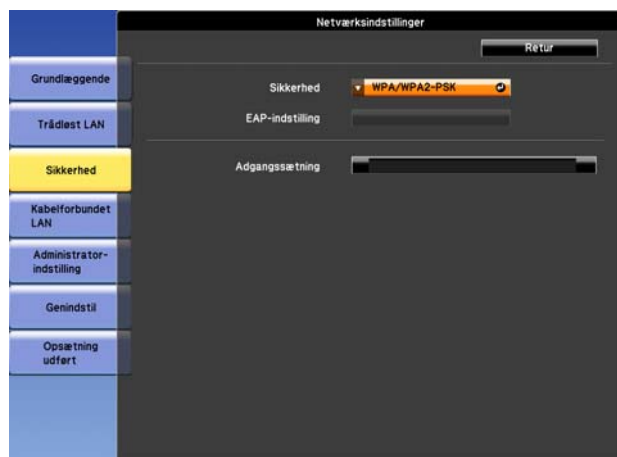 Netværksindstillinger
Retur
Grundlæggende
Trådløst LAN
Sikkerhed
Kabelforbundet
LAN
Administrator-
indstilling
Genindstil
Opsætning
udført
Sikkerhed
WPA/WPA2-PSK
EAP-indstilling
Adgangssætning